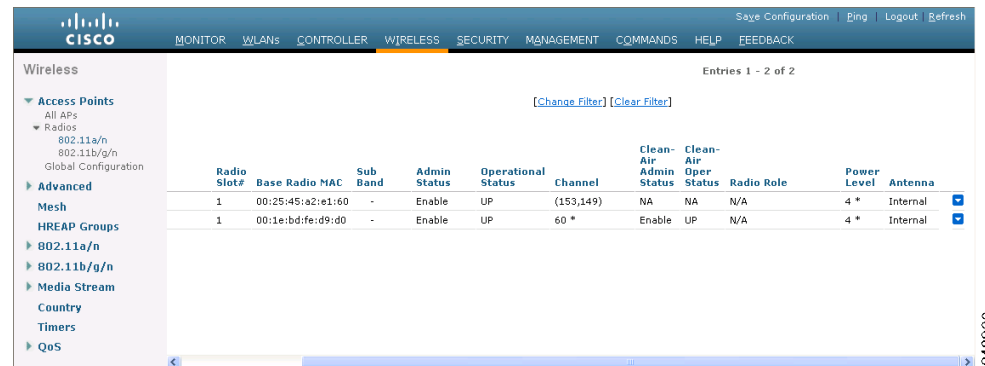 Save Configuration | Ping | Logout | Refresh
CISCO
MONITOR WLANs CONTROLLER WIRELESS SECURITY MANAGEMENT COMMANDS HELP FEEDBACK
Wireless
Access Points
All APs
Radios
802.11a/n
802.11b/g/n
Global Configuration
Advanced
Mesh
HREAP Groups
802.11a/n
802.11b/g/n
Media Stream
Country
Timers
QoS
Entries 1 - 2 of 2
[Change Filter] [Clear Filter]
Radio Slot# Base Radio MAC Sub Band Admin Status Operational Status Channel Clean-Air Admin Status Clean-Air Oper Status Radio Role Power Level Antenna
1 00:25:45:a2:e1:60 - Enable UP (153,149) NA NA N/A 4 * Internal
1 00:1e:bd:fe:d9:d0 - Enable UP 60 * Enable UP N/A 4 * Internal